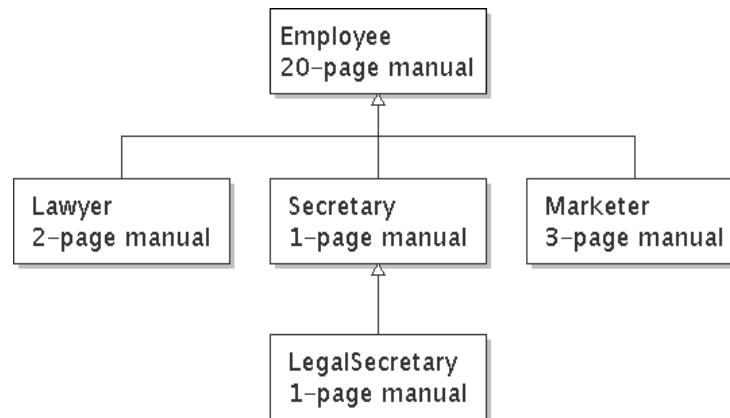 Employee
20-page manual
Lawyer
2-page manual
Secretary
1-page manual
Marketer
3-page manual
LegalSecretary
1-page manual